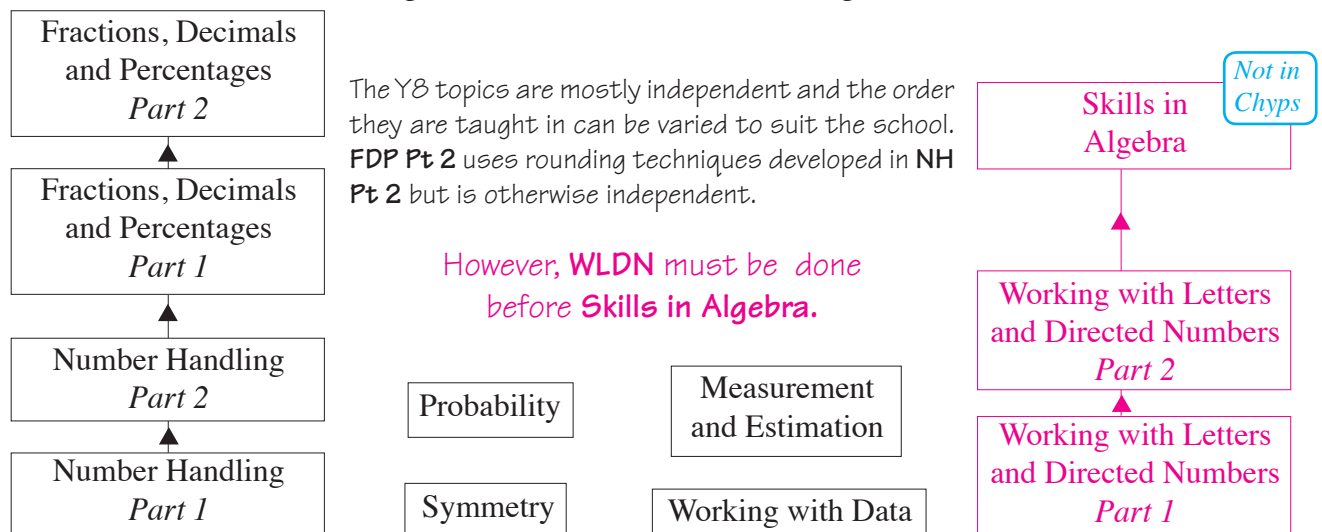 Fractions, Decimals
and Percentages
Part 2
Fractions, Decimals
and Percentages
Part 1
Number Handling
Part 2
Number Handling
Part 1
The Y8 topics are mostly independent and the order
they are taught in can be varied to suit the school.
FDP Pt 2 uses rounding techniques developed in NH
Pt 2 but is otherwise independent.
However, WLDN must be done
before Skills in Algebra.
Probability
Measurement
and Estimation
Symmetry
Working with Data
Not in
Chyps
Skills in
Algebra
Working with Letters
and Directed Numbers
Part 2
Working with Letters
and Directed Numbers
Part 1